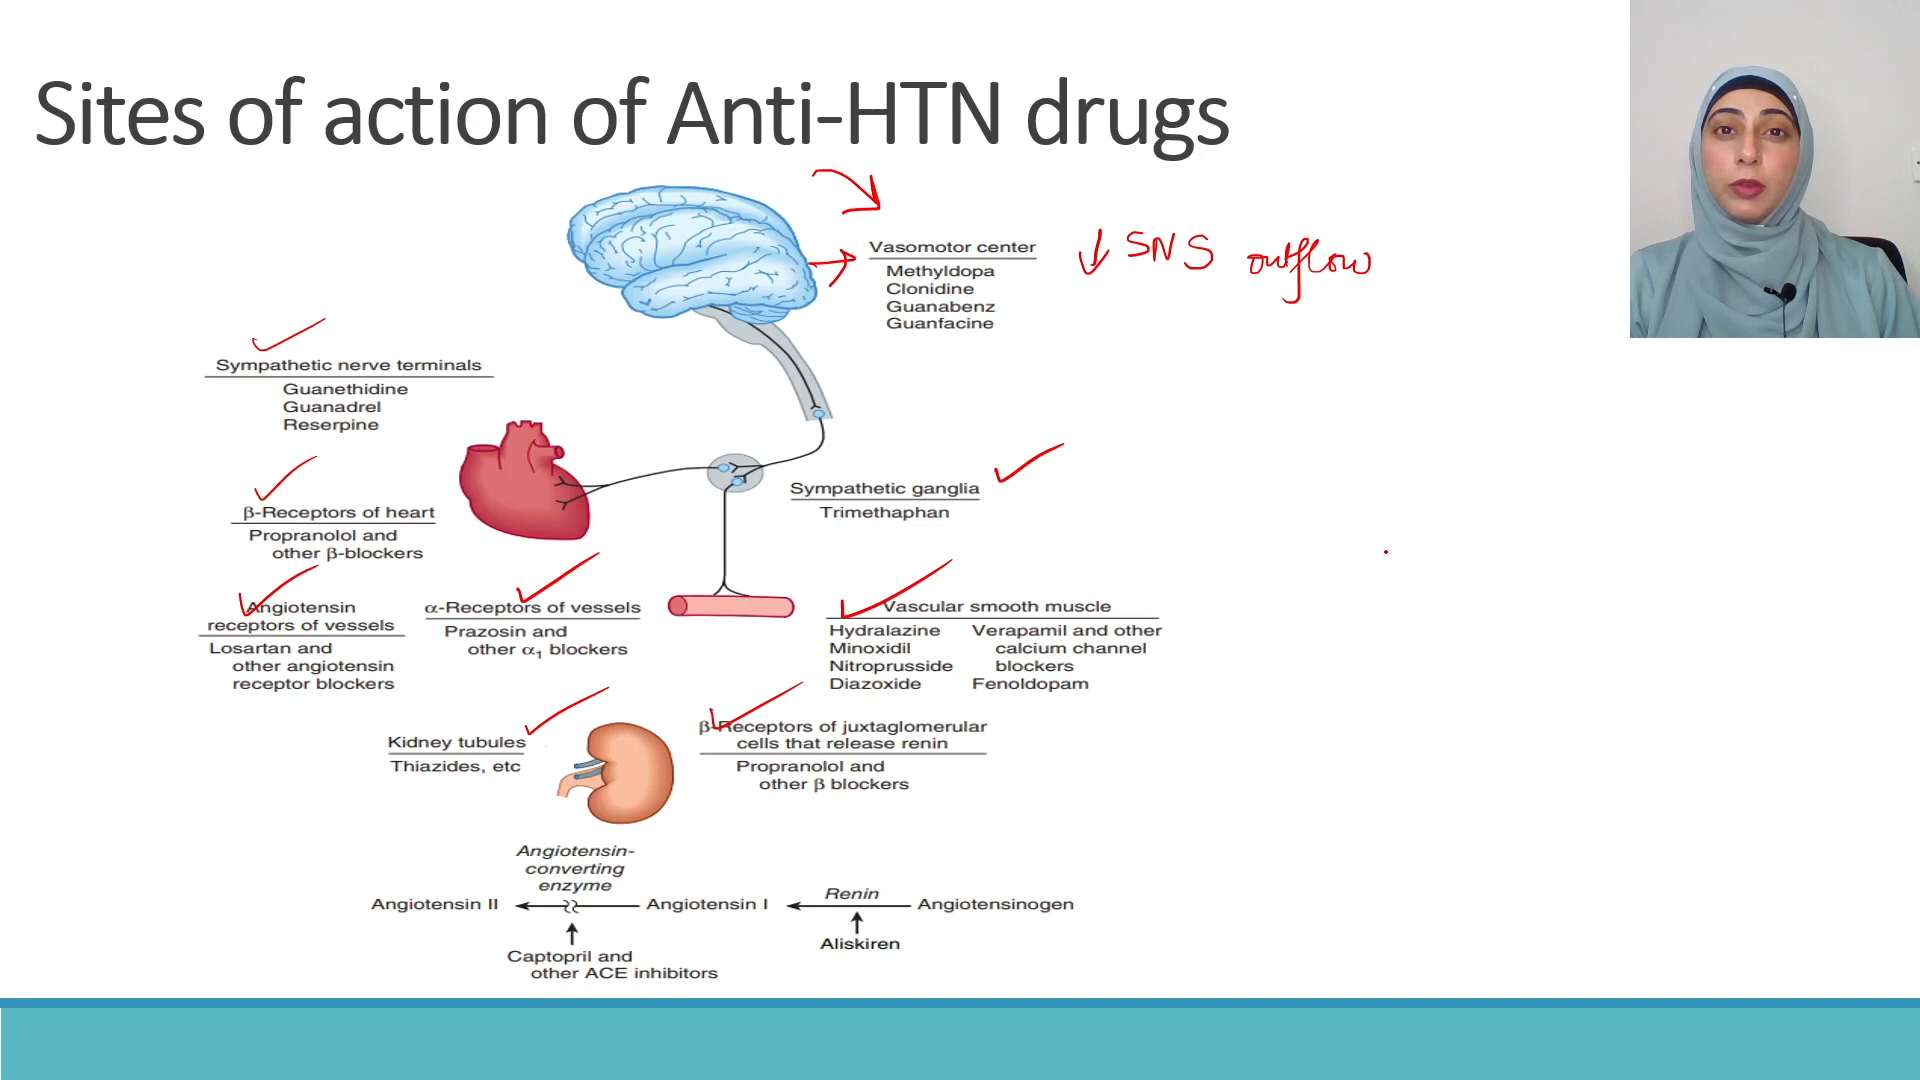 Sites of action of Anti-HTN drugs
Vasomotor center
Methyldopa
Clonidine
Guanabenz
Guanfacine
↓ SNS outflow
Sympathetic nerve terminals
Guanethidine
Guanadrel
Reserpine
β-Receptors of heart
Propranolol and
other β-blockers
Sympathetic ganglia
Trimethaphan
Angiotensin
receptors of vessels
Losartan and
other angiotensin
receptor blockers
α-Receptors of vessels
Prazosin and
other α1 blockers
Vascular smooth muscle
Hydralazine
Minoxidil
Nitroprusside
Diazoxide
Verapamil and other
calcium channel
blockers
Fenoldopam
Kidney tubules
Thiazides, etc
β-Receptors of juxtaglomerular
cells that release renin
Propranolol and
other β blockers
Angiotensin-
converting
enzyme
Angiotensin II
Angiotensin I
Renin
Angiotensinogen
Captopril and
other ACE inhibitors
Aliskiren